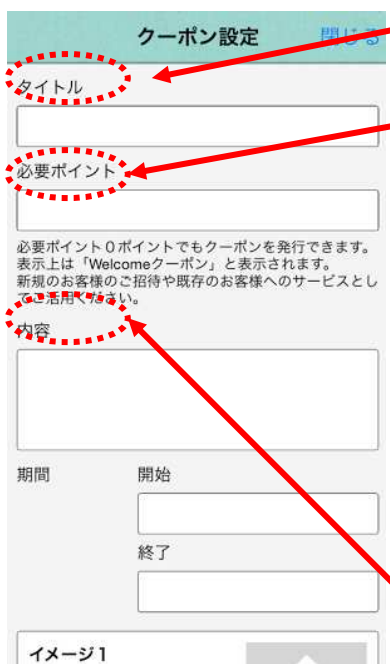 クーポン設定 閉じる
タイトル
必要ポイント
必要ポイント0ポイントでもクーポンを発行できます。
表示上は「Welcomeクーポン」と表示されます。
新規のお客様のご招待や既存のお客様へのサービスとし
てご活用ください。
内容
期間 開始
終了
イメージ1